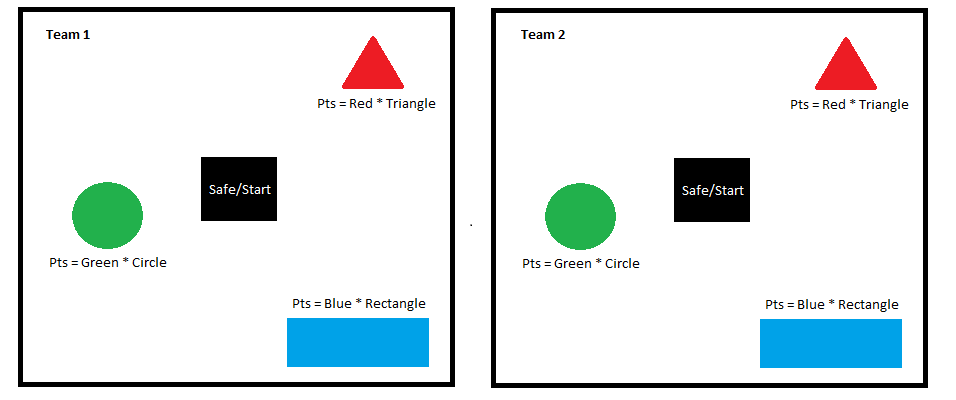 Team 1
Pts = Red * Triangle
Safe/Start
Pts = Green * Circle
Pts = Blue * Rectangle
.
Team 2
Pts = Red * Triangle
Safe/Start
Pts = Green * Circle
Pts = Blue * Rectangle